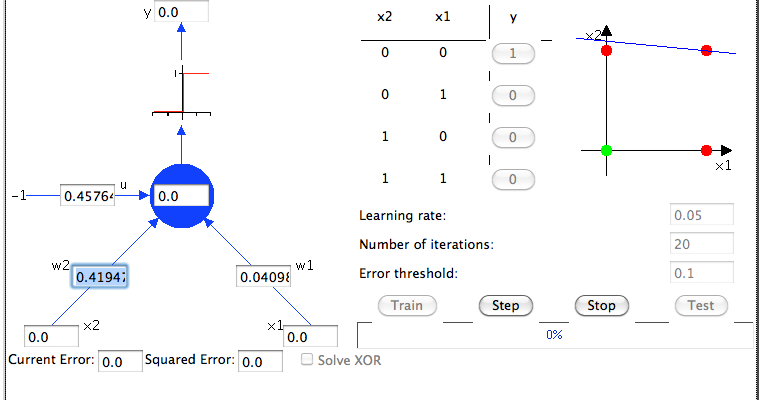 y 0.0
x2 x1 y
0 0 1
0 1 0
1 0 0
1 1 0
x2
x1
-1 0.45764 u 0.0
w2 0.41947 0.04098 w1
0.0 x2 x1 0.0
Learning rate: 0.05
Number of iterations: 20
Error threshold: 0.1
Train Step Stop Test
0%
Current Error: 0.0 Squared Error: 0.0 Solve XOR